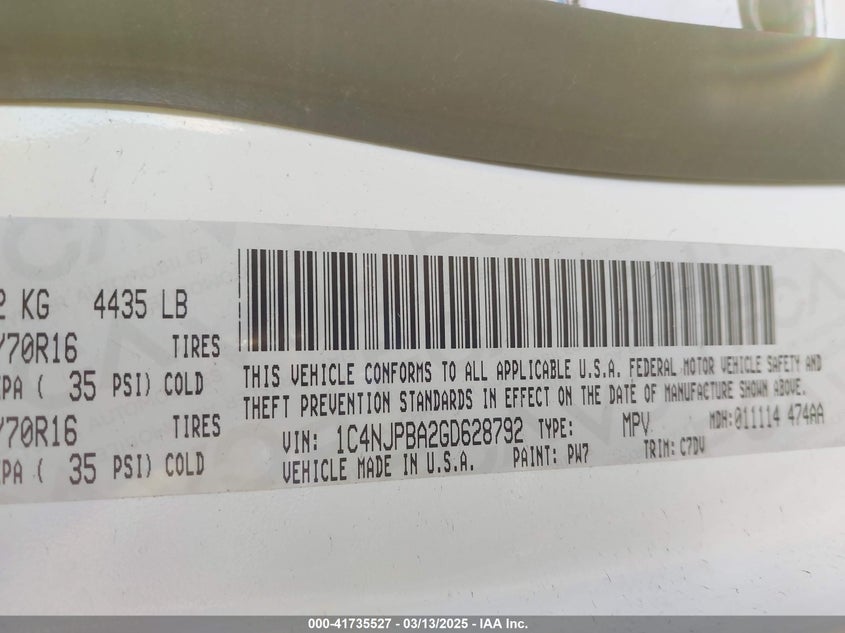 2 KG 4435 LB
/70R16 TIRES
PA ( 35 PSI) COLD
/70R16 TIRES
PA ( 35 PSI) COLD
THIS VEHICLE CONFORMS TO ALL APPLICABLE U.S.A. FEDERAL MOTOR VEHICLE SAFETY AND
THEFT PREVENTION STANDARDS IN EFFECT ON THE DATE OF MANUFACTURE SHOWN ABOVE.
VIN: 1C4NJPBA2GD628792 TYPE: MPV MDH: 011114 474AA
VEHICLE MADE IN U.S.A. PAINT: PW7 TRIM: C7DV
000-41735527 - 03/13/2025 - IAA Inc.